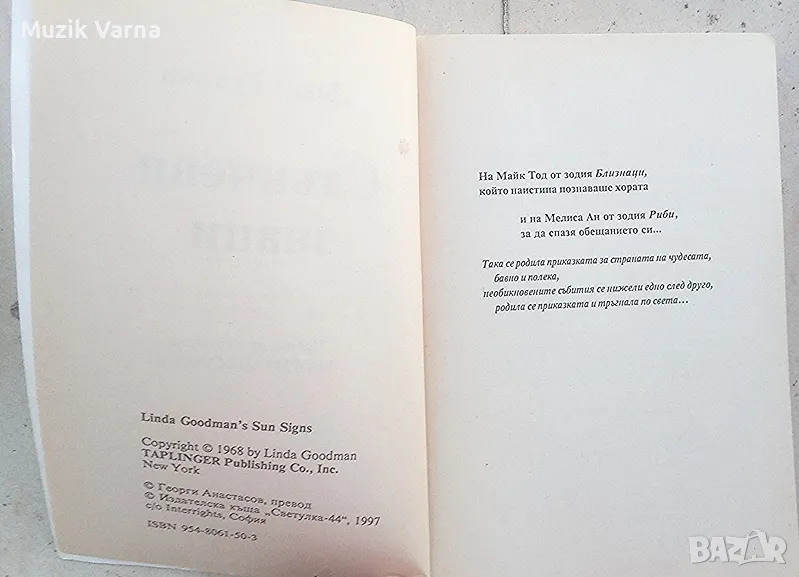 Muzik Varna
Linda Goodman's Sun Signs
Copyright © 1968 by Linda Goodman
TAPLINGER Publishing Co., Inc.
New York
© Георги Анастасов, превод
© Издателска къща „Светулка-44", 1997
c/o Interrights, София
ISBN 954-8061-50-3
На Майк Тод от зодия Близнаци,
който наистина познаваше хората
и на Мелиса Ан от зодия Риби,
за да спазя обещанието си...
Така се родила приказката за страната на чудесата,
бавно и полека,
необикновените събития се нижели едно след друго,
родила се приказката и тръгнала по света...
BAZAR